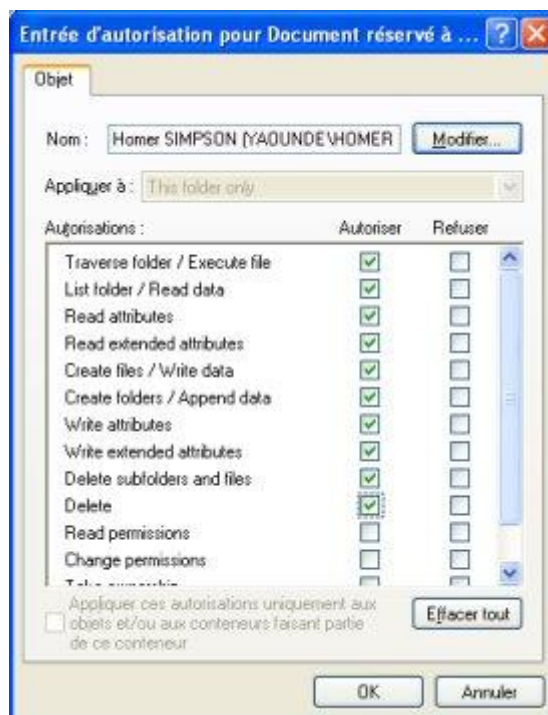 Entrée d'autorisation pour Document réservé à ...
Objet
Nom : Homer SIMPSON (YAOUNDE\HOMER Modifier...
Appliquer à : This folder only
Autorisations : Autoriser Refuser
Traverse folder / Execute file
List folder / Read data
Read attributes
Read extended attributes
Create files / Write data
Create folders / Append data
Write attributes
Write extended attributes
Delete subfolders and files
Delete
Read permissions
Change permissions
Take ownership
Appliquer ces autorisations uniquement aux
objets et/ou aux conteneurs faisant partie
de ce conteneur
Effacer tout
OK Annuler